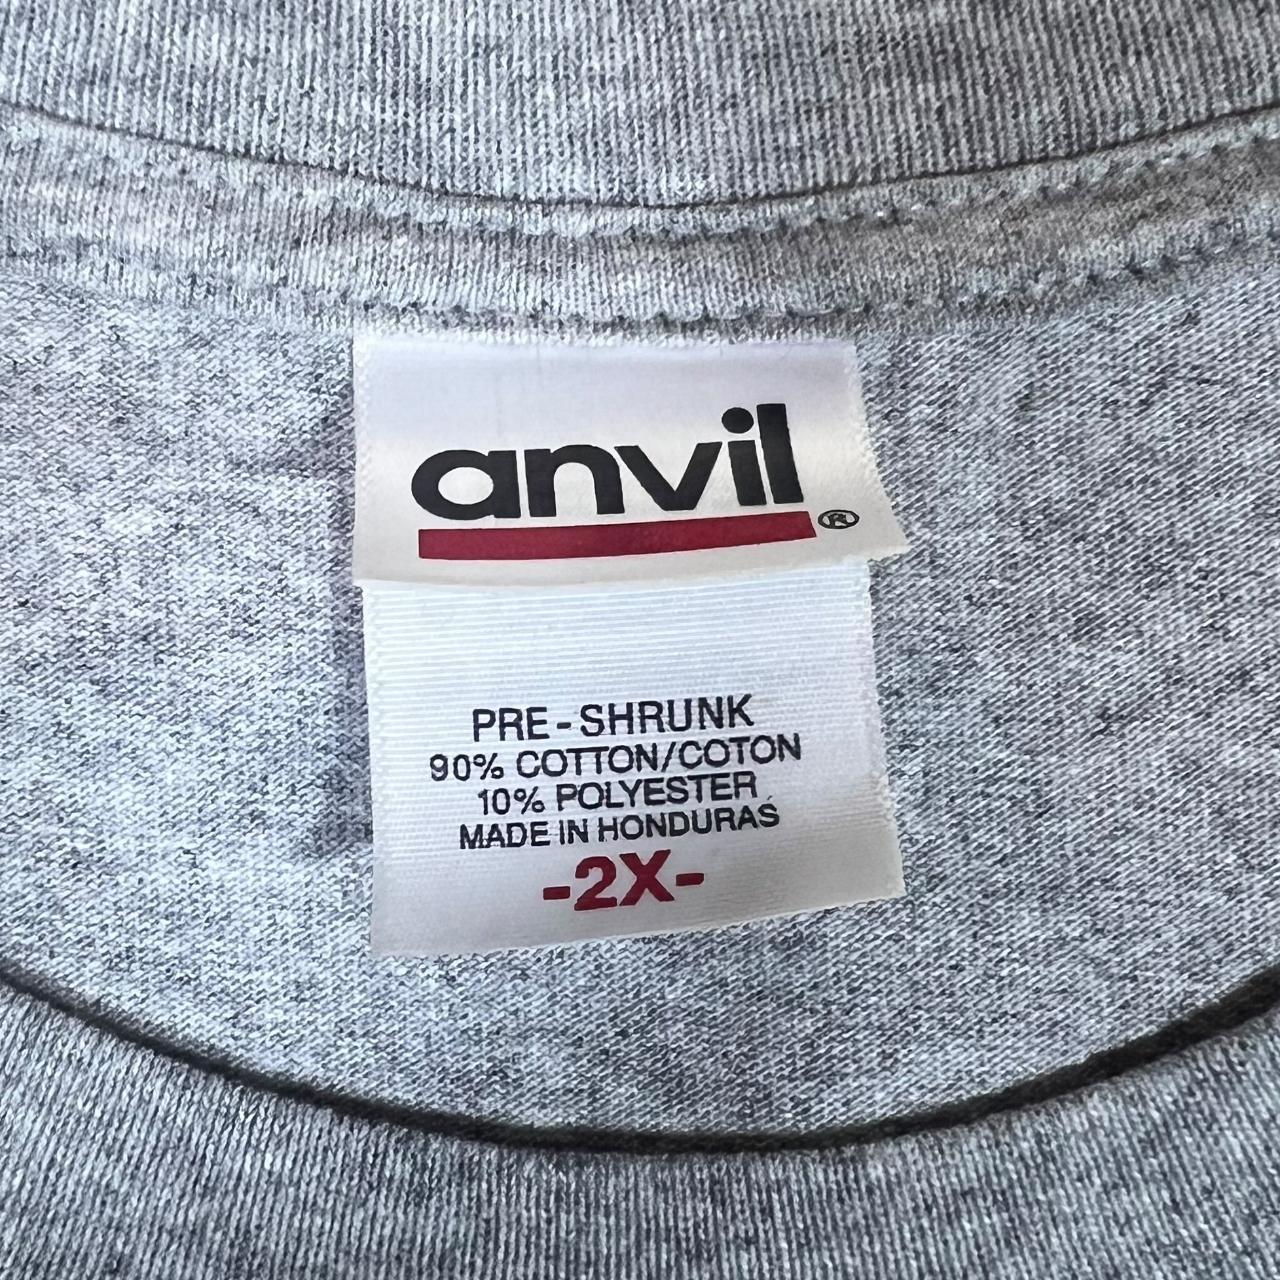 anvil
®
PRE-SHRUNK
90% COTTON/COTON
10% POLYESTER
MADE IN HONDURAS
-2X-